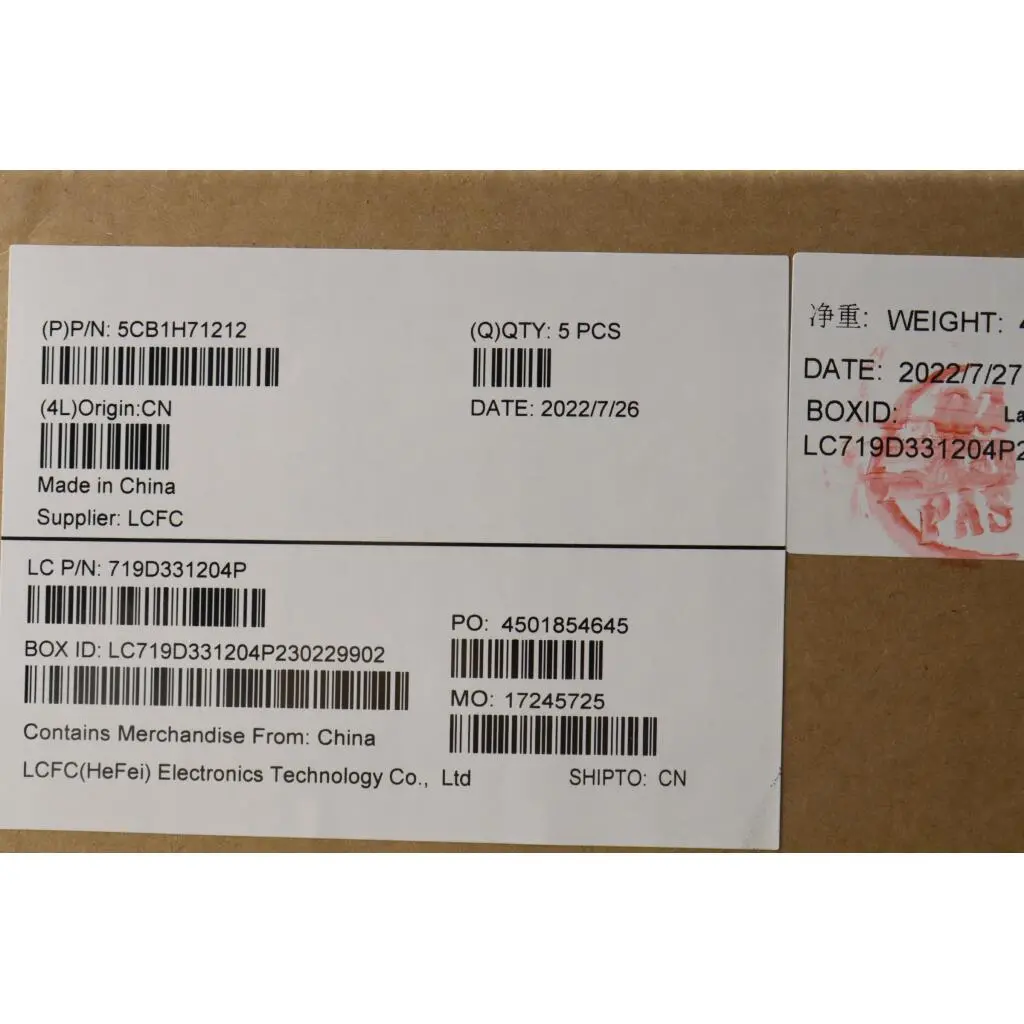 (P)P/N: 5CB1H71212
(Q)QTY: 5 PCS
(4L)Origin:CN
DATE: 2022/7/26
Made in China
Supplier: LCFC
LC P/N: 719D331204P
PO: 4501854645
BOX ID: LC719D331204P230229902
MO: 17245725
Contains Merchandise From: China
LCFC(HeFei) Electronics Technology Co., Ltd
SHIPTO: CN
净重: WEIGHT:
DATE: 2022/7/27
BOXID:
LC719D331204P2
PAS